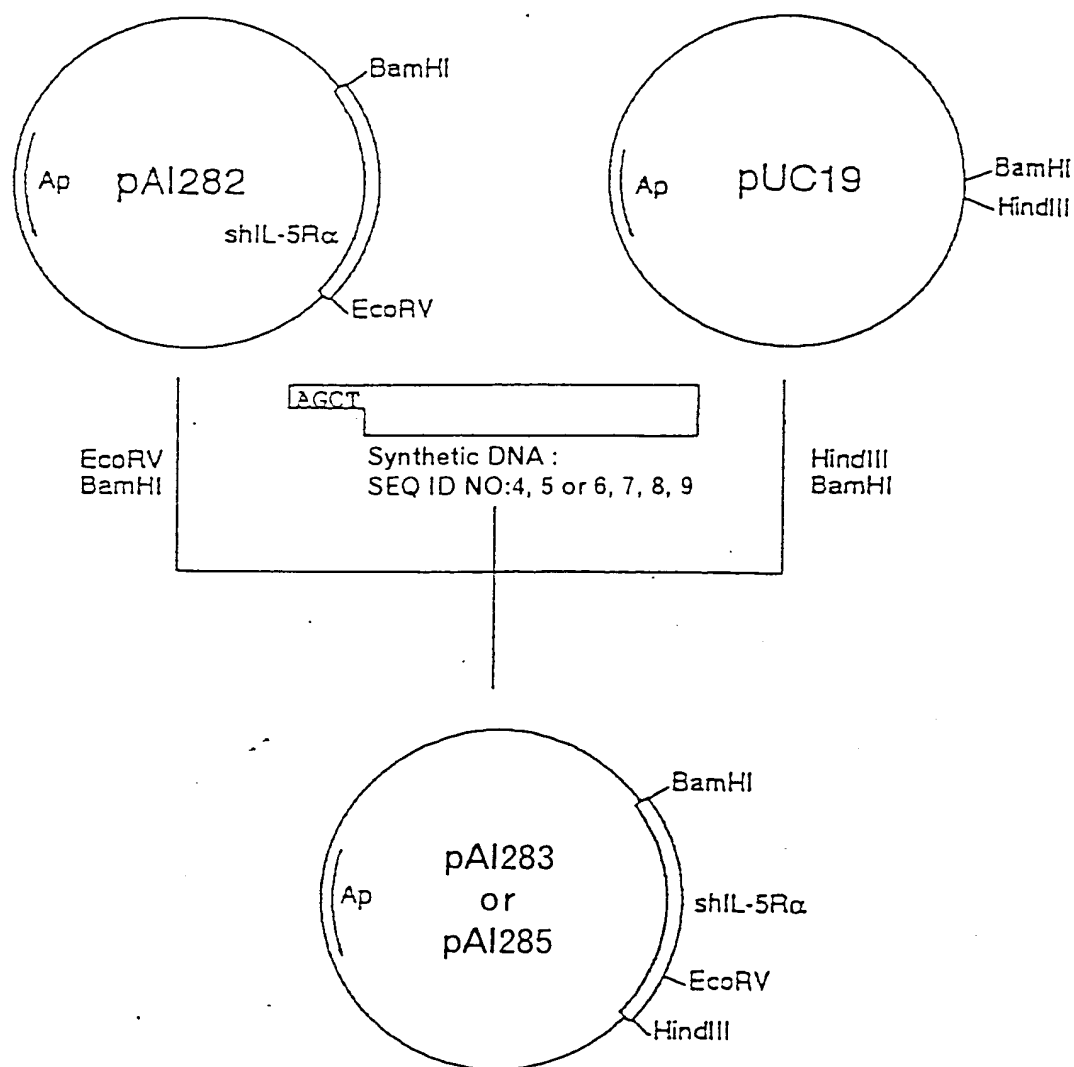 BamHI
Ap
pAI282
shIL-5Rα
EcoRV
Ap
pUC19
BamHI
HindIII
AGCT
EcoRV
BamHI
Synthetic DNA :
SEQ ID NO:4, 5 or 6, 7, 8, 9
HindIII
BamHI
BamHI
Ap
pAI283
or
pAI285
shIL-5Rα
EcoRV
HindIII